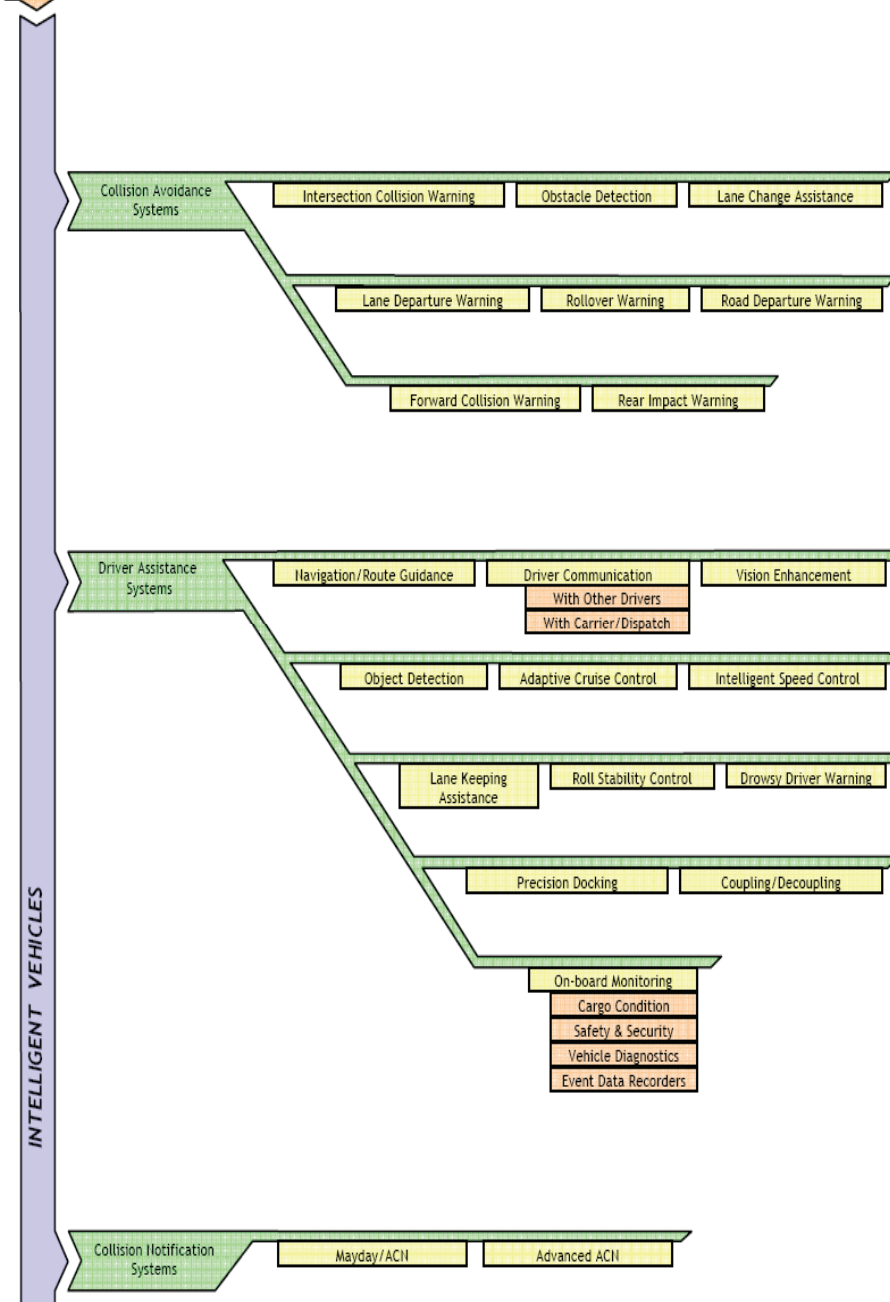 Collision Avoidance
Systems
Intersection Collision Warning
Obstacle Detection
Lane Change Assistance
Lane Departure Warning
Rollover Warning
Road Departure Warning
Forward Collision Warning
Rear Impact Warning
Driver Assistance
Systems
Navigation/Route Guidance
Driver Communication
With Other Drivers
With Carrier/Dispatch
Vision Enhancement
Object Detection
Adaptive Cruise Control
Intelligent Speed Control
Lane Keeping
Assistance
Roll Stability Control
Drowsy Driver Warning
Precision Docking
Coupling/Decoupling
On-board Monitoring
Cargo Condition
Safety & Security
Vehicle Diagnostics
Event Data Recorders
INTELLIGENT VEHICLES
Collision Notification
Systems
Mayday/ACN
Advanced ACN